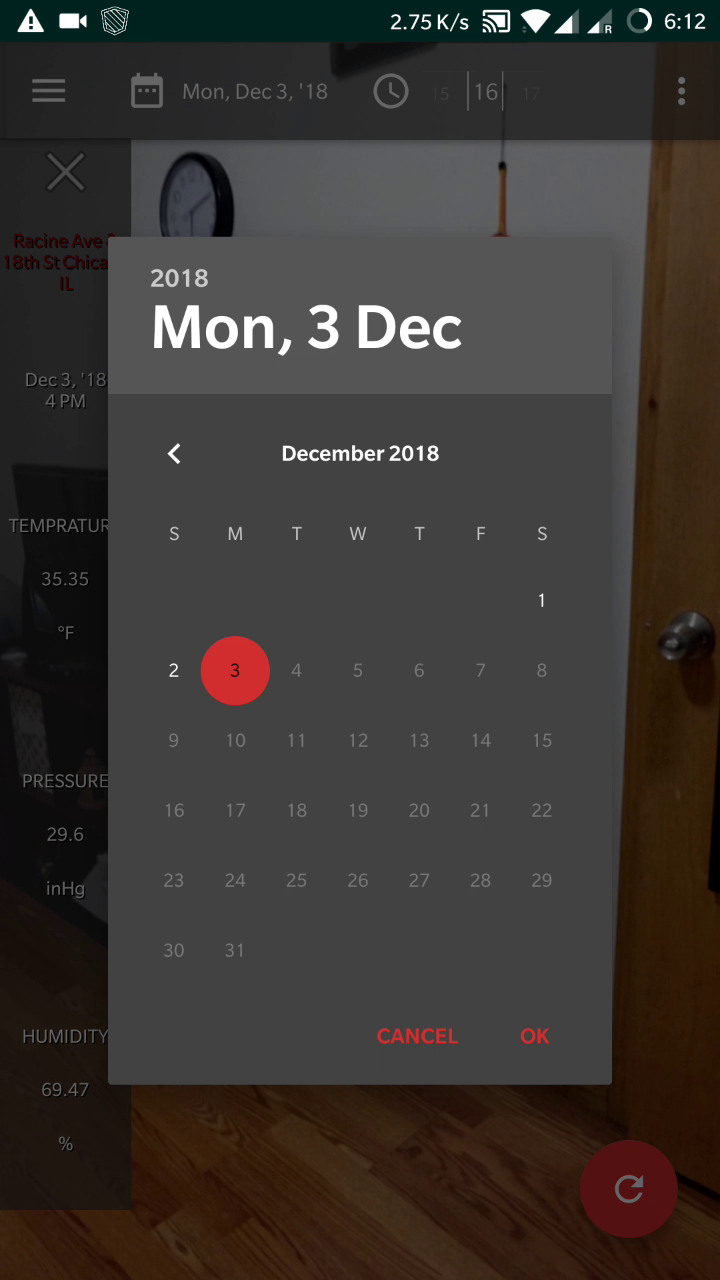 2.75 K/s
R
6:12
Mon, Dec 3, '18
15
16
17
Racine Ave
18th St Chica
IL
Dec 3, '18
4 PM
TEMPRATUR
35.35
°F
PRESSURE
29.6
inHg
HUMIDITY
69.47
%
2018
Mon, 3 Dec
December 2018
S M T W T F S
1
2 3 4 5 6 7 8
9 10 11 12 13 14 15
16 17 18 19 20 21 22
23 24 25 26 27 28 29
30 31
CANCEL OK